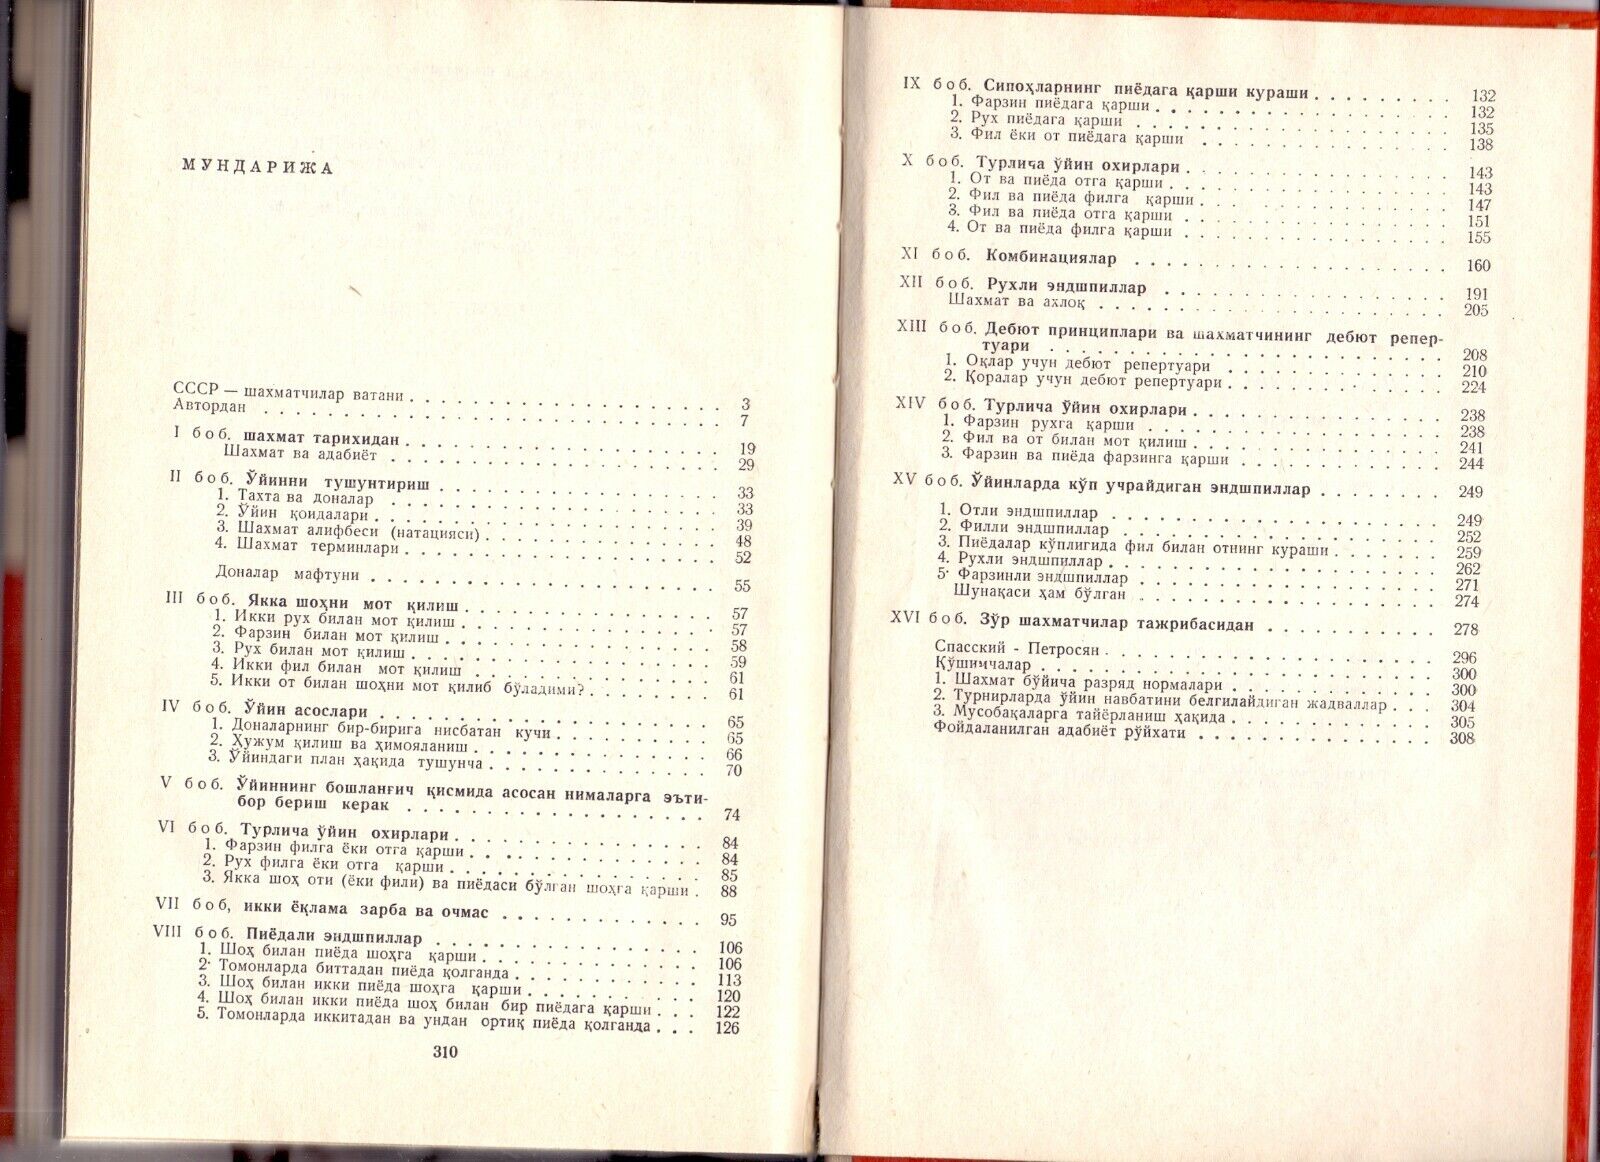 МУНДАРИЖА
СССР — шахматчилар ватани . . . 3
Автордан . . . 7
I боб. шахмат тарихидан . . . 19
Шахмат ва адабиёт . . . 29
II боб. Ўйинни тушунтириш . . . 33
1. Тахта ва доналар . . . 33
2. Ўйин қоидалари . . . 39
3. Шахмат алифбеси (натацияси) . . . 48
4. Шахмат терминлари . . . 52
Доналар мафтуни . . . 55
III боб. Якка шоҳни мот қилиш . . . 57
1. Икки рух билан мот қилиш . . . 57
2. Фарзин билан мот қилиш . . . 58
3. Рух билан мот қилиш . . . 59
4. Икки фил билан мот қилиш . . . 61
5. Икки от билан шоҳни мот қилиб бўладими? . . . 61
IV боб. Ўйин асослари . . . 65
1. Доналарнинг бир-бирига нисбатан кучи . . . 65
2. Ҳужум қилиш ва ҳимояланиш . . . 66
3. Ўйиндаги план ҳақида тушунча . . . 70
V боб. Ўйиннинг бошланғич қисмида асосан нималарга эъти-
бор бериш керак . . . 74
VI боб. Турлича ўйин охирлари . . . 84
1. Фарзин филга ёки отга қарши . . . 84
2. Рух филга ёки отга қарши . . . 85
3. Якка шоҳ оти (ёки фили) ва пиёдаси бўлган шоҳга қарши . 88
VII боб, икки ёқлама зарба ва очмас . . . 95
VIII боб. Пиёдали эндшпиллар . . . 106
1. Шоҳ билан пиёда шоҳга қарши . . . 106
2· Томонларда биттадан пиёда қолганда . . . 113
3. Шоҳ билан икки пиёда шоҳга қарши . . . 120
4. Шоҳ билан икки пиёда шоҳ билан бир пиёдага қарши . . . 122
5. Томонларда иккитадан ва ундан ортиқ пиёда қолганда . . . 126
310
IX боб. Сипоҳларнинг пиёдага қарши кураши . . . 132
1. Фарзин пиёдага қарши . . . 132
2. Рух пиёдага қарши . . . 135
3. Фил ёки от пиёдага қарши . . . 138
X боб. Турлича ўйин охирлари . . . 143
1. От ва пиёда отга қарши . . . 143
2. Фил ва пиёда филга қарши . . . 147
3. Фил ва пиёда отга қарши . . . 151
4. От ва пиёда филга қарши . . . 155
XI боб. Комбинациялар . . . 160
XII боб. Рухли эндшпиллар . . . 191
Шахмат ва ахлоқ . . . 205
XIII боб. Дебют принциплари ва шахматчининг дебют репер-
туари . . . 208
1. Оқлар учун дебют репертуари . . . 210
2. Қоралар учун дебют репертуари . . . 224
XIV боб. Турлича ўйин охирлари . . . 238
1. Фарзин рухга қарши . . . 238
2. Фил ва от билан мот қилиш . . . 241
3. Фарзин ва пиёда фарзинга қарши . . . 244
XV боб. Ўйинларда кўп учрайдиган эндшпиллар . . . 249
1. Отли эндшпиллар . . . 249
2. Филли эндшпиллар . . . 252
3. Пиёдалар кўплигида фил билан отнинг кураши . . . 259
4. Рухли эндшпиллар . . . 262
5· Фарзинли эндшпиллар . . . 271
Шунақаси ҳам бўлган . . . 274
XVI боб. Зўр шахматчилар тажрибасидан . . . 278
Спасский - Петросян . . . 296
Қўшимчалар . . . 300
1. Шахмат бўйича разряд нормалари . . . 300
2. Турнирларда ўйин навбатини белгилайдиган жадваллар . . . 304
3. Мусобақаларга тайёрланиш ҳақида . . . 305
Фойдаланилган адабиёт рўйхати . . . 308